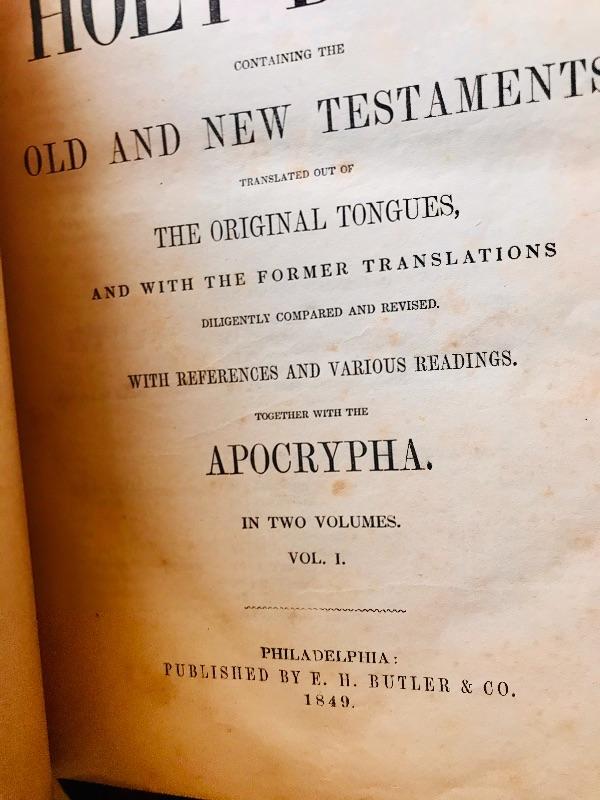 HOLY
CONTAINING THE
OLD AND NEW TESTAMENTS
TRANSLATED OUT OF
THE ORIGINAL TONGUES,
AND WITH THE FORMER TRANSLATIONS
DILIGENTLY COMPARED AND REVISED.
WITH REFERENCES AND VARIOUS READINGS.
TOGETHER WITH THE
APOCRYPHA.
IN TWO VOLUMES.
VOL. I.
PHILADELPHIA:
PUBLISHED BY E. H. BUTLER & CO.
1849.